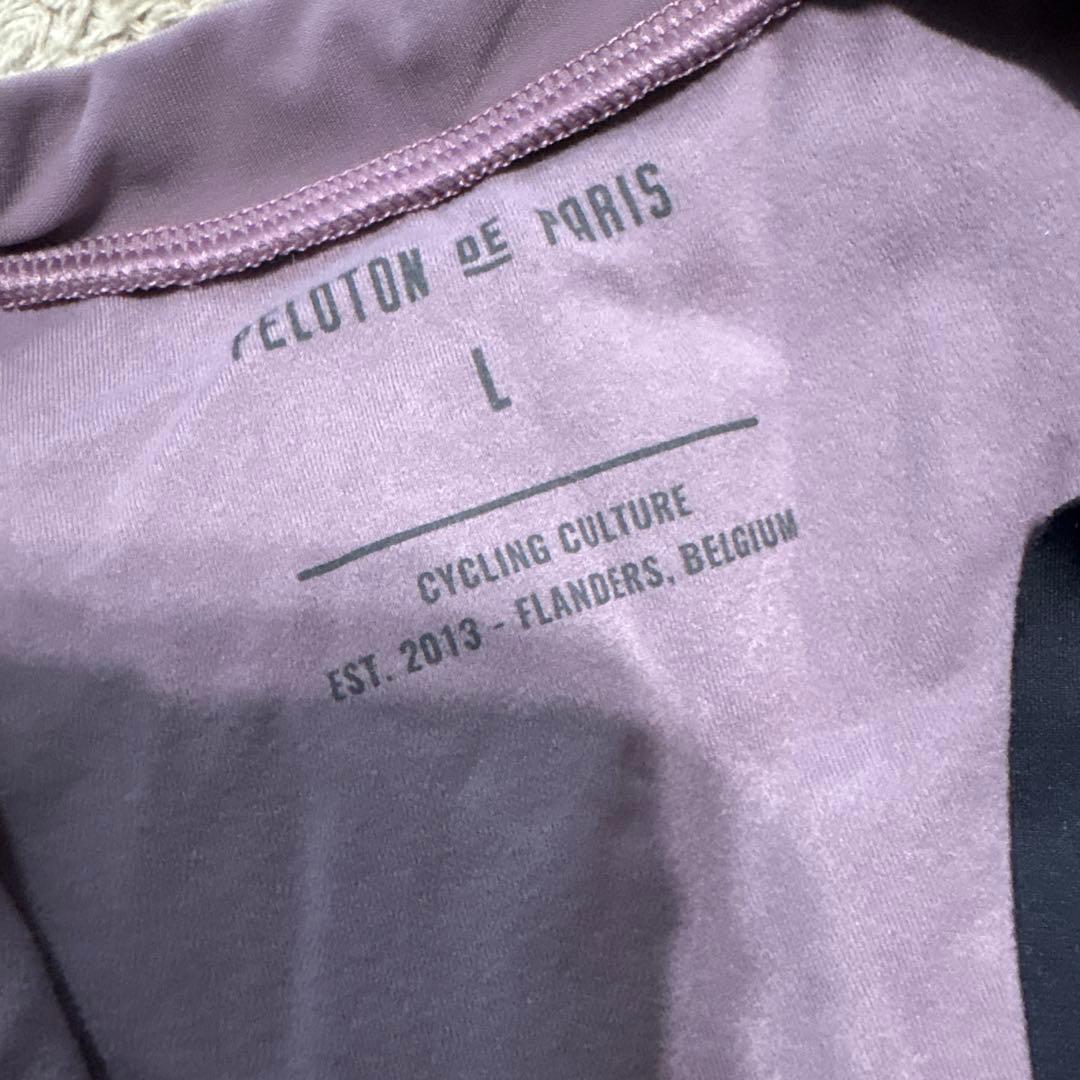 PELOTON DE PARIS
L
CYCLING CULTURE
EST. 2013 - FLANDERS, BELGIUM